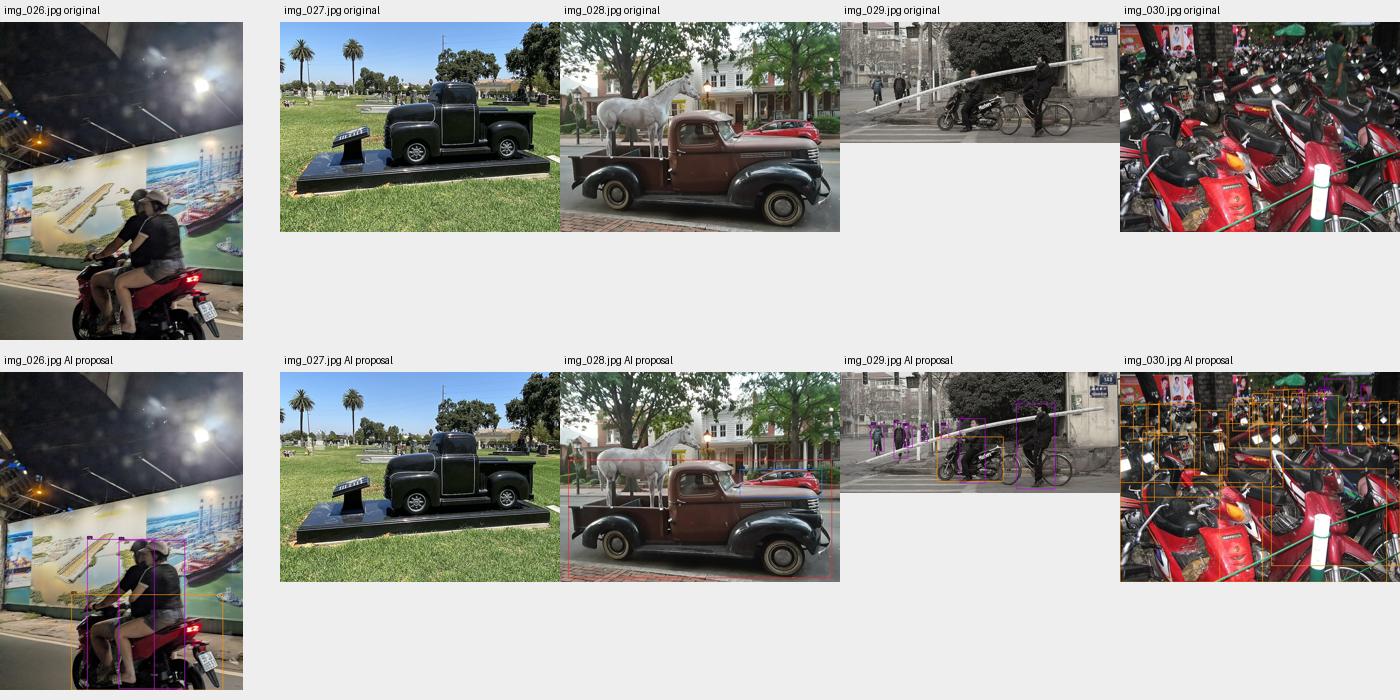 img_026.jpg original
img_027.jpg original
img_028.jpg original
img_029.jpg original
img_030.jpg original
img_026.jpg AI proposal
img_027.jpg AI proposal
img_028.jpg AI proposal
img_029.jpg AI proposal
img_030.jpg AI proposal